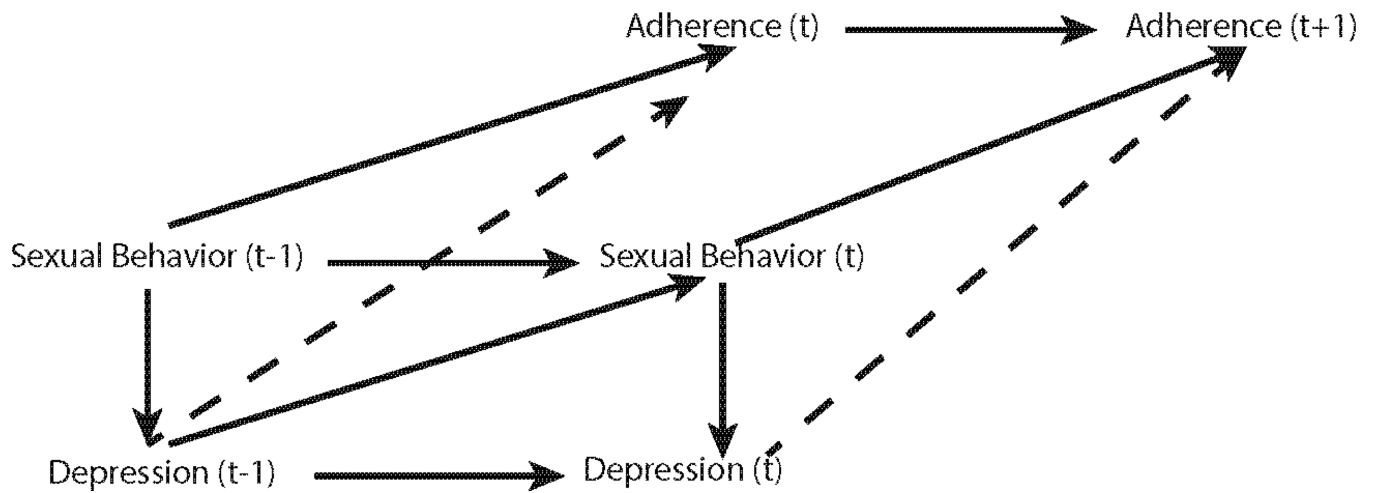 Adherence (t)
Adherence (t+1)
Sexual Behavior (t-1)
Sexual Behavior (t)
Depression (t-1)
Depression (t)